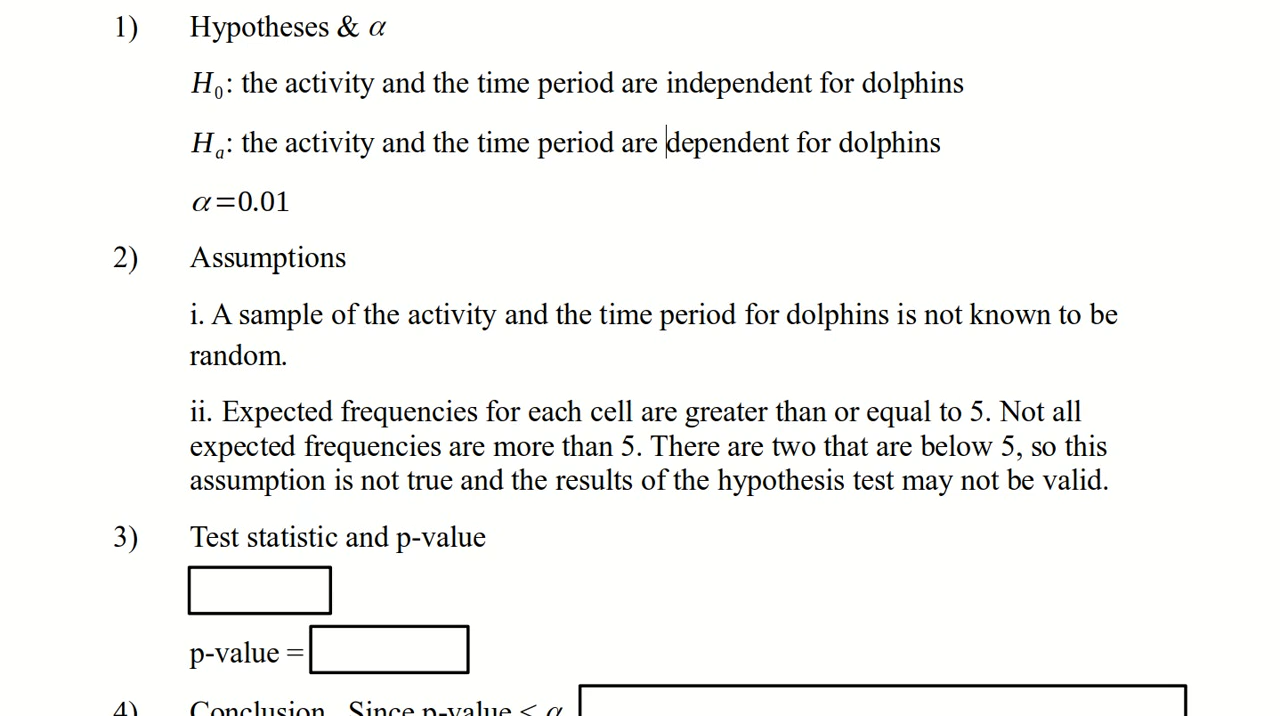 1) Hypotheses & α
H₀: the activity and the time period are independent for dolphins
Hₐ: the activity and the time period are dependent for dolphins
α=0.01
2) Assumptions
i. A sample of the activity and the time period for dolphins is not known to be
random.
ii. Expected frequencies for each cell are greater than or equal to 5. Not all
expected frequencies are more than 5. There are two that are below 5, so this
assumption is not true and the results of the hypothesis test may not be valid.
3) Test statistic and p-value
p-value =
4) Conclusion Since p-value < α